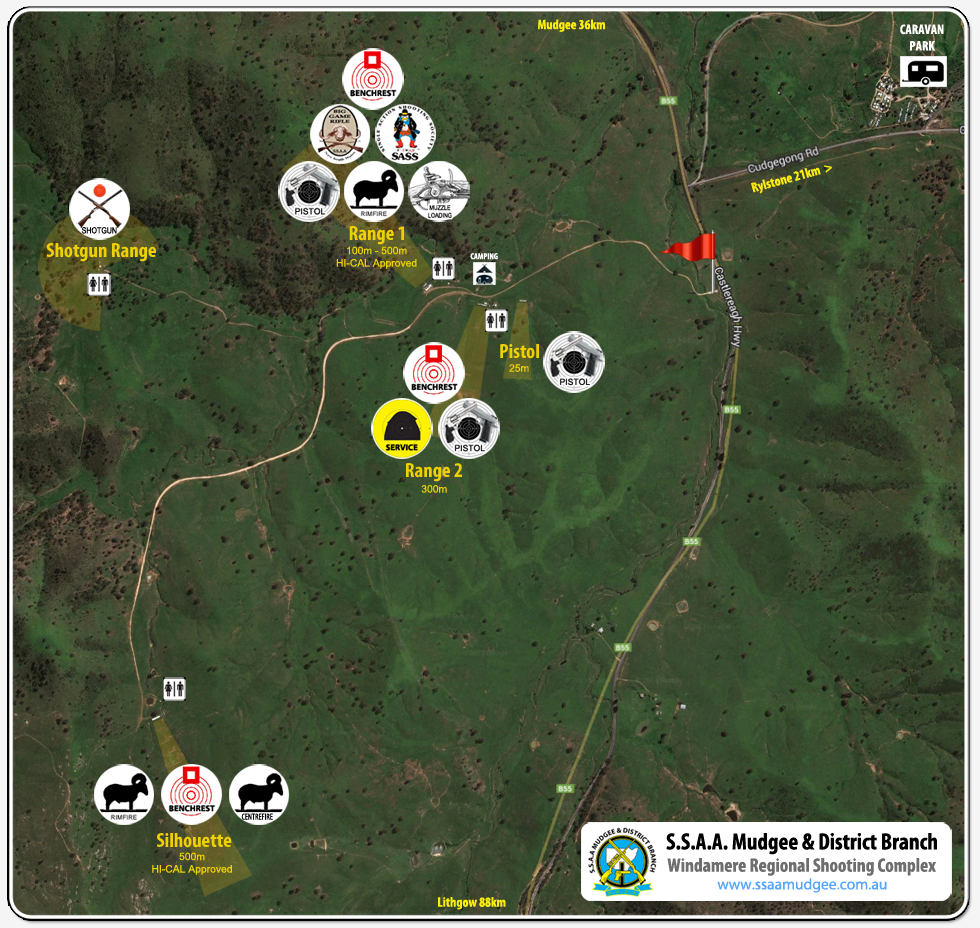 Mudgee 36km
CARAVAN
PARK
B55
Cudgegong Rd
Rylstone 21km >
BENCHREST
BIG
GAME
RIFLE
SSAA
SINGLE ACTION SHOOTING SOCIETY
SASS
PISTOL
RIMFIRE
MUZZLE
LOADING
Range 1
100m - 500m
HI-CAL Approved
SHOTGUN
Shotgun Range
CAMPING
Castlereagh Hwy
Pistol
25m
PISTOL
BENCHREST
SERVICE
PISTOL
Range 2
300m
B55
B55
B55
B55
RIMFIRE
BENCHREST
CENTREFIRE
Silhouette
500m
HI-CAL Approved
Lithgow 88km
S.S.A.A MUDGEE & DISTRICT BRANCH
S.S.A.A. Mudgee & District Branch
Windamere Regional Shooting Complex
www.ssaamudgee.com.au